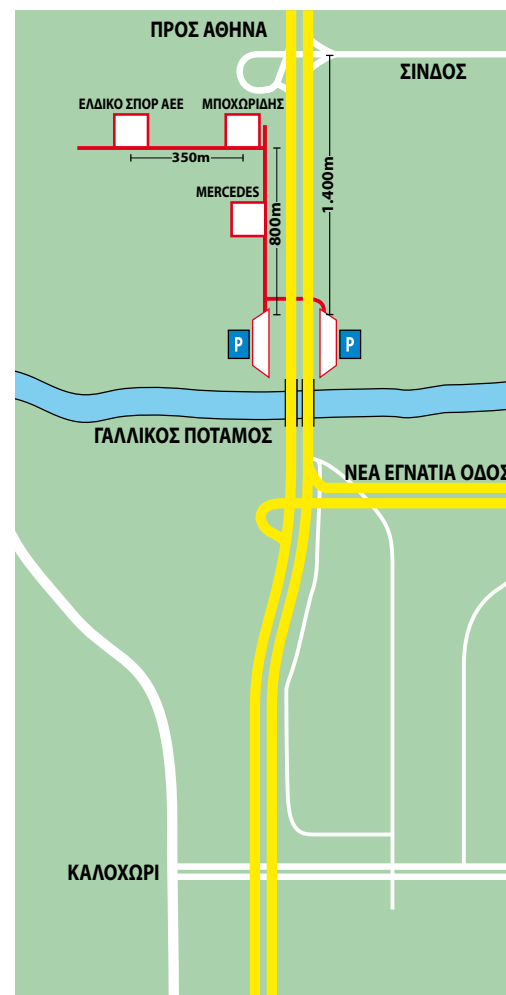 ΠΡΟΣ ΑΘΗΝΑ
ΣΙΝΔΟΣ
ΕΛΔΙΚΟ ΣΠΟΡ ΑΕΕ
ΜΠΟΧΩΡΙΔΗΣ
350m
MERCEDES
800m
1.400m
P
P
ΓΑΛΛΙΚΟΣ ΠΟΤΑΜΟΣ
ΝΕΑ ΕΓΝΑΤΙΑ ΟΔΟΣ
ΚΑΛΟΧΩΡΙ